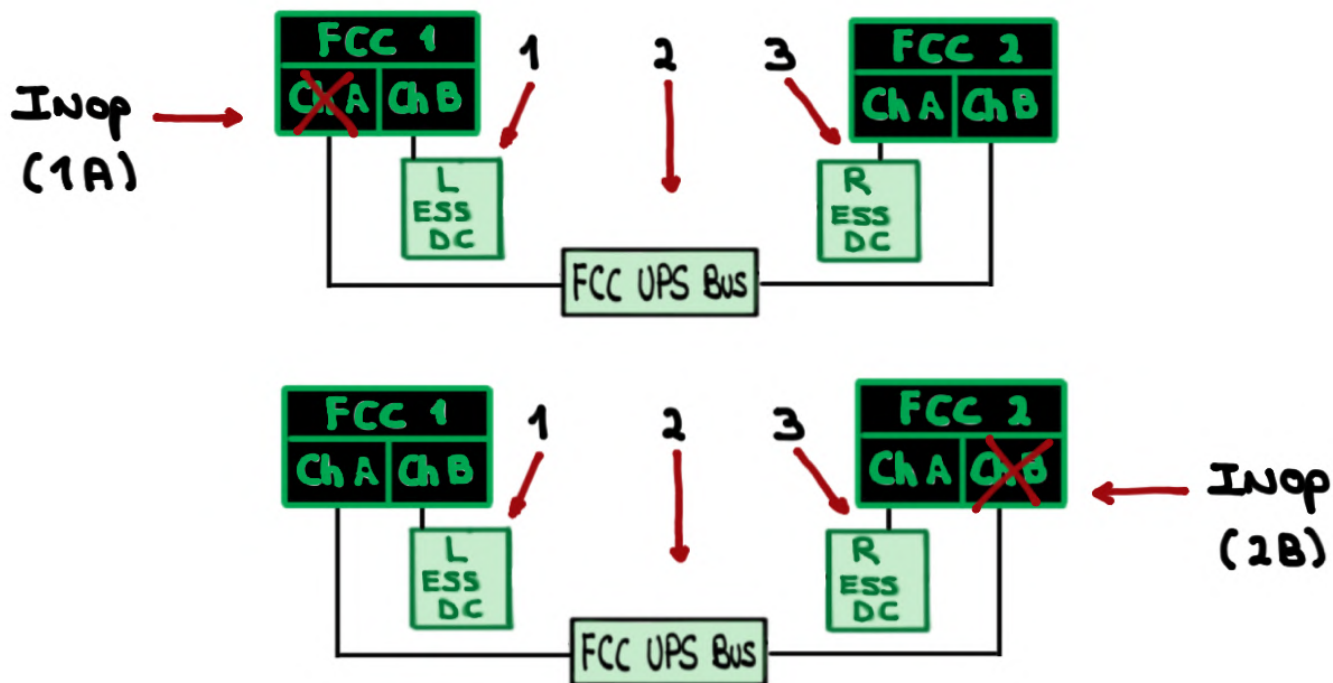 FCC 1
Ch A Ch B
1 2 3
FCC 2
Ch A Ch B
INOP
(1A)
L
ESS
DC
R
ESS
DC
FCC UPS Bus
FCC 1
Ch A Ch B
1 2 3
FCC 2
Ch A Ch B
INOP
(2B)
L
ESS
DC
R
ESS
DC
FCC UPS Bus